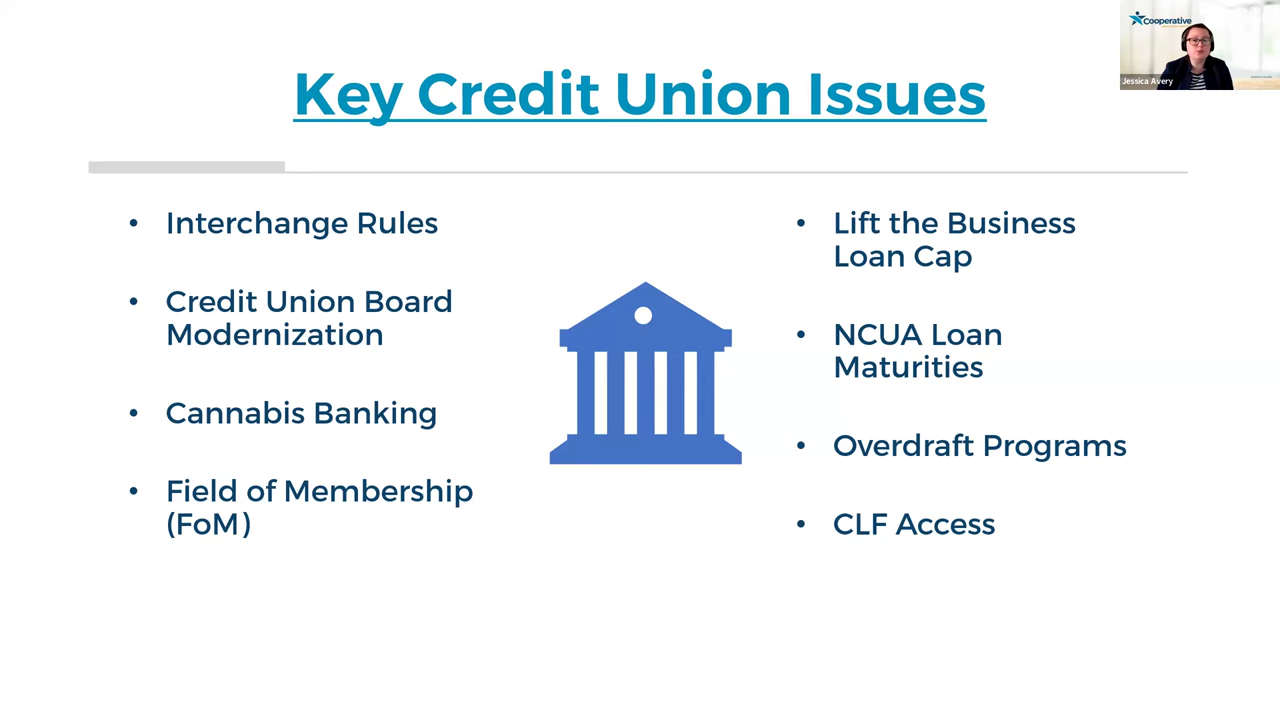 Key Credit Union Issues
Cooperative
Jessica Avery
• Interchange Rules
• Credit Union Board
Modernization
• Cannabis Banking
• Field of Membership
(FoM)
• Lift the Business
Loan Cap
• NCUA Loan
Maturities
• Overdraft Programs
• CLF Access